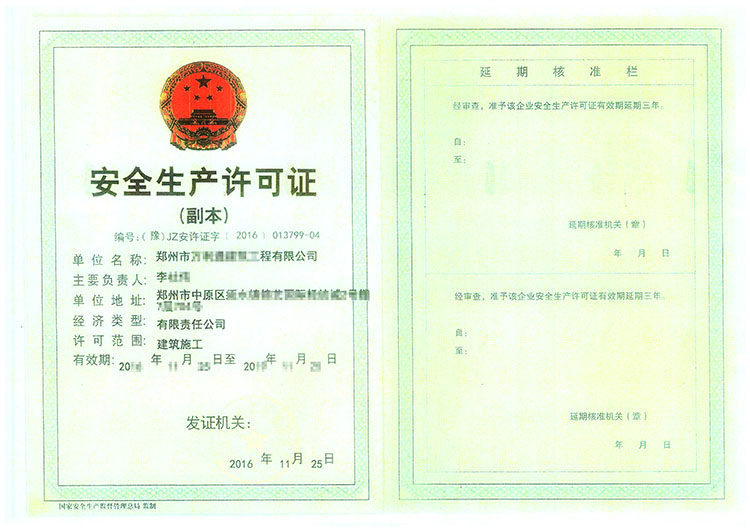 安全生产许可证
(副本)
编号:(豫)JZ安许证字〔2016〕013799-04
单位名称: 郑州市 工程有限公司
主要负责人: 李
单位地址: 郑州市中原区
经济类型: 有限责任公司
许可范围: 建筑施工
有效期: 20 年 11 月 日至 20 年 月 日
发证机关:
2016 年 11 月 25 日
国家安全生产监督管理总局 监制
延期核准栏
经审查,准予该企业安全生产许可证有效期延期三年。
自:
至:
延期核准机关(章)
年 月 日
经审查,准予该企业安全生产许可证有效期延期三年。
自:
至:
延期核准机关(章)
年 月 日